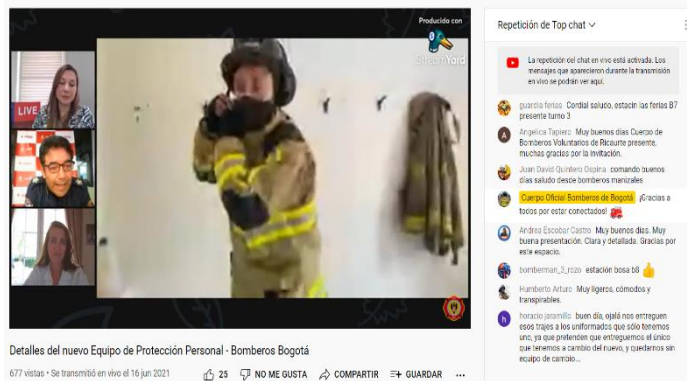 Producido con
StreamYard
LIVE
Detalles del nuevo Equipo de Protección Personal - Bomberos Bogotá
677 vistas • Se transmitió en vivo el 16 jun 2021
25 NO ME GUSTA COMPARTIR GUARDAR ...
Repetición de Top chat
La repetición del chat en vivo está activada. Los
mensajes que aparecieron durante la transmisión
en vivo se podrán ver aquí.
guardia ferias Cordial saludo, estacin las ferias B7
presente turno 3
Angelica Tapiero Muy buenos días Cuerpo de
Bomberos Voluntarios de Ricaurte presente,
muchas gracias por la invitación.
Juan David Quintero Ospina comando buenos
días saludo desde bomberos manizales
Cuerpo Oficial Bomberos de Bogotá ¡Gracias a
todos por estar conectados!
Andrea Escobar Castro Muy buenos días. Muy
buena presentación. Clara y detallada. Gracias por
este espacio.
bomberman_3_rozo estación bosa b8
Humberto Arturo Muy ligeros, cómodos y
transpirables.
horacio jaramillo buen día, ojalá nos entreguen
esos trajes a los uniformados que sólo tenemos
uno, ya que pretenden que entreguemos el único
que tenemos a cambio del nuevo, y quedarnos sin
equipo de cambio...